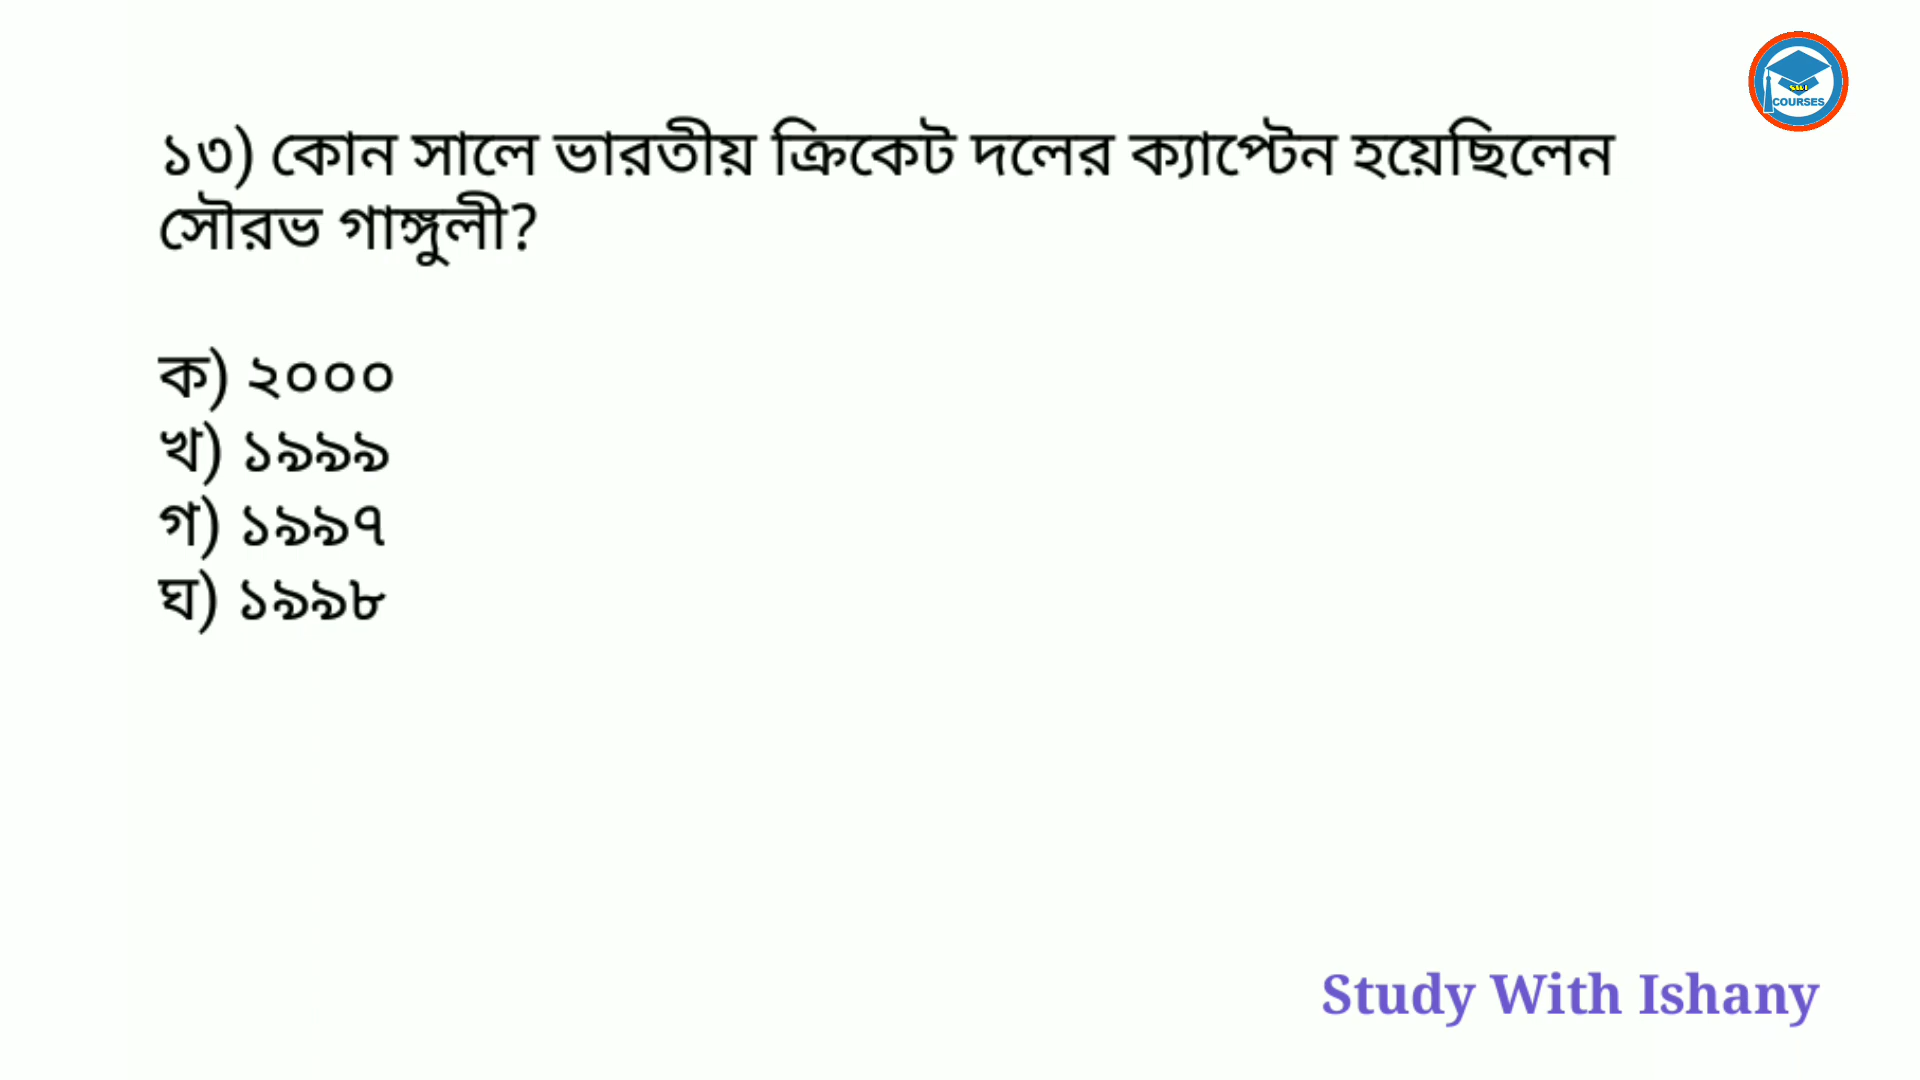 COURSES
১৩) কোন সালে ভারতীয় ক্রিকেট দলের ক্যাপ্টেন হয়েছিলেন
সৌরভ গাঙ্গুলী?
ক) ২০০০
খ) ১৯৯৯
গ) ১৯৯৭
ঘ) ১৯৯৮
Study With Ishany